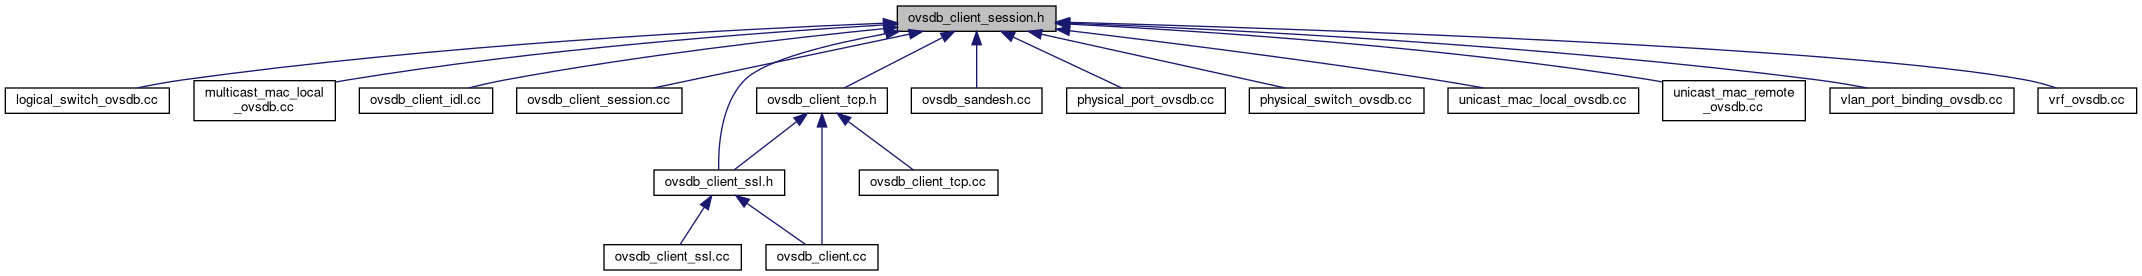 ovsdb_client_session.h
logical_switch_ovsdb.cc
multicast_mac_local
_ovsdb.cc
ovsdb_client_idl.cc
ovsdb_client_session.cc
ovsdb_client_tcp.h
ovsdb_sandesh.cc
physical_port_ovsdb.cc
physical_switch_ovsdb.cc
unicast_mac_local_ovsdb.cc
unicast_mac_remote
_ovsdb.cc
vlan_port_binding_ovsdb.cc
vrf_ovsdb.cc
ovsdb_client_ssl.h
ovsdb_client_tcp.cc
ovsdb_client_ssl.cc
ovsdb_client.cc